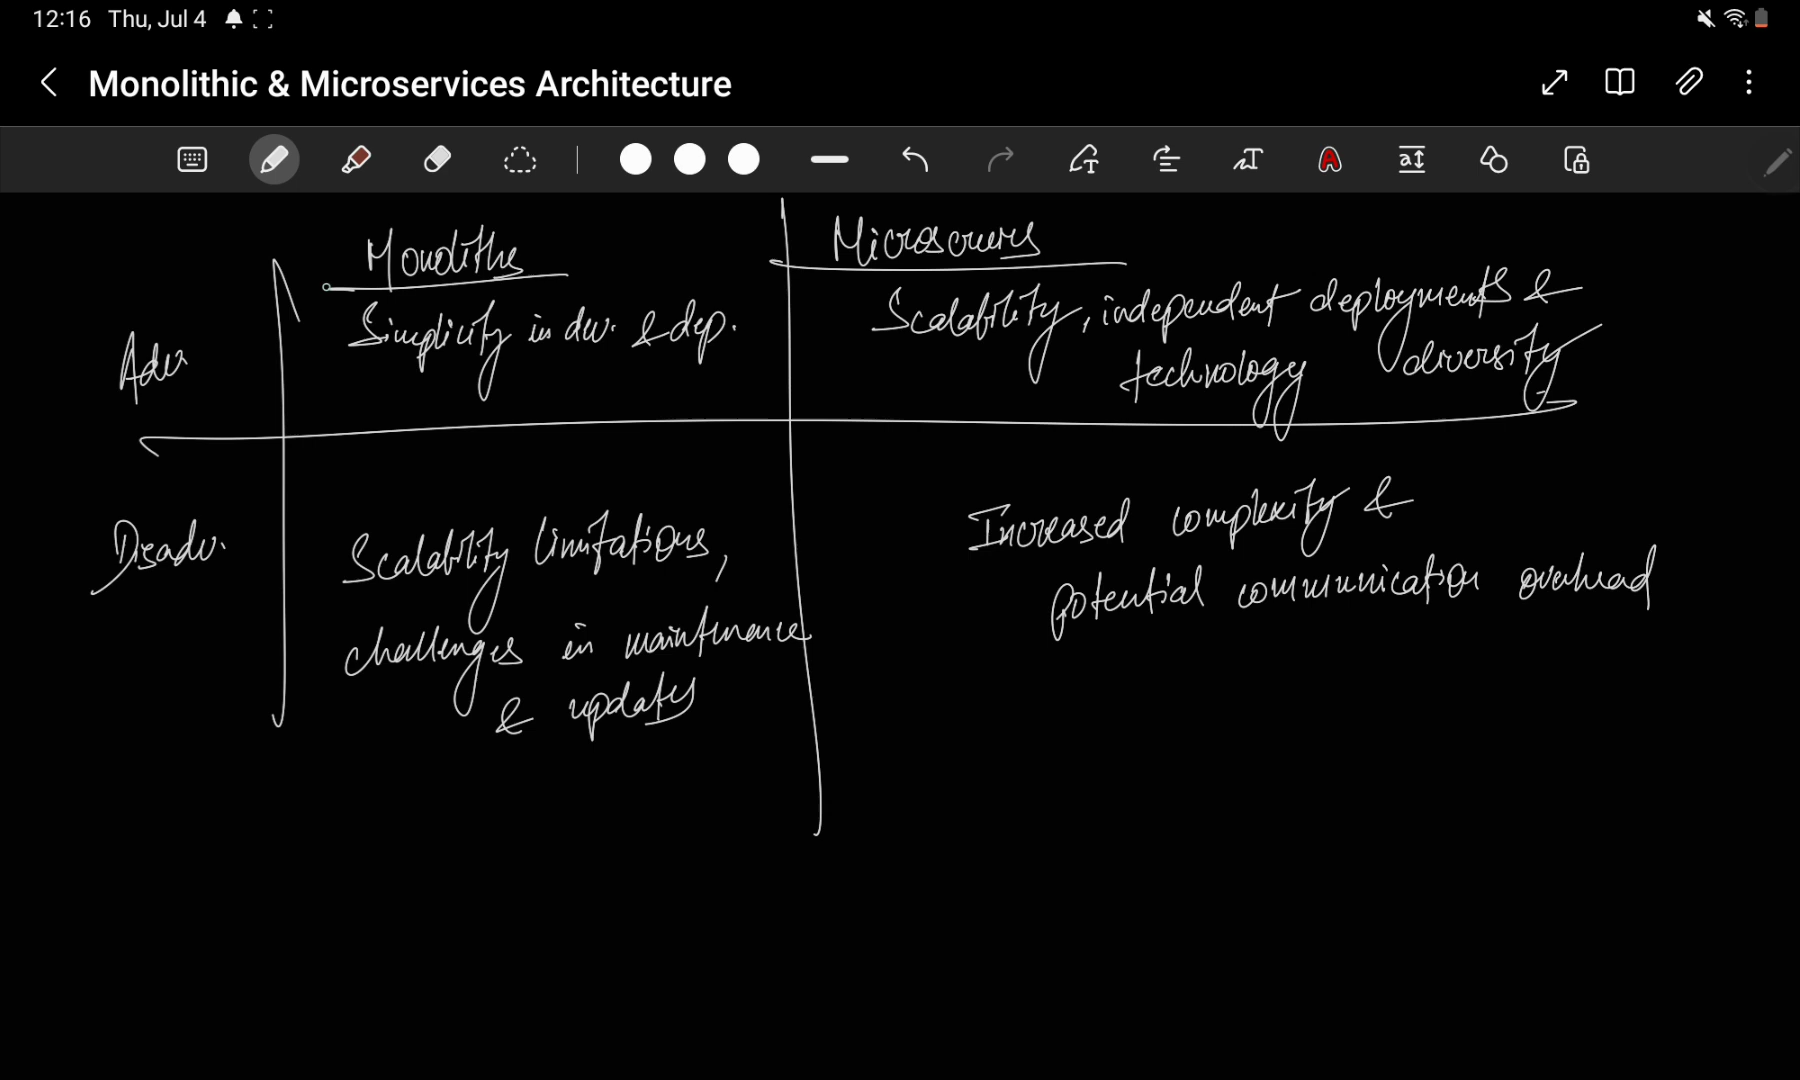 12:16 Thu, Jul 4
Monolithic & Microservices Architecture
Monoliths
Microservices
Adv
Simplicity in dev. & dep.
Scalability, independent deployments &
technology diversity
Disadv.
Scalability limitations,
challenges in maintenance
& updates
Increased complexity &
potential communication overhead